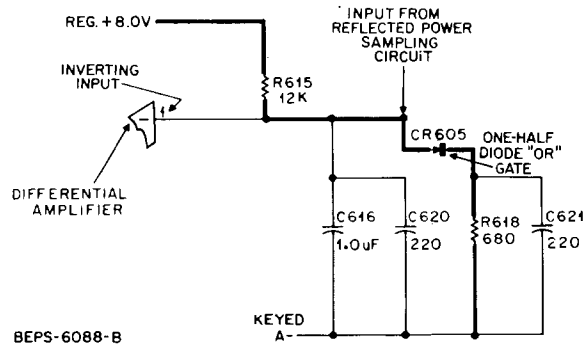 REG. +8.0V
INPUT FROM
REFLECTED POWER
SAMPLING
CIRCUIT
INVERTING
INPUT
R615
12K
1
−
CR605
ONE-HALF
DIODE "OR"
GATE
DIFFERENTIAL
AMPLIFIER
C616
1.0uF
C620
220
R618
680
C621
220
KEYED
A-
BEPS-6088-B